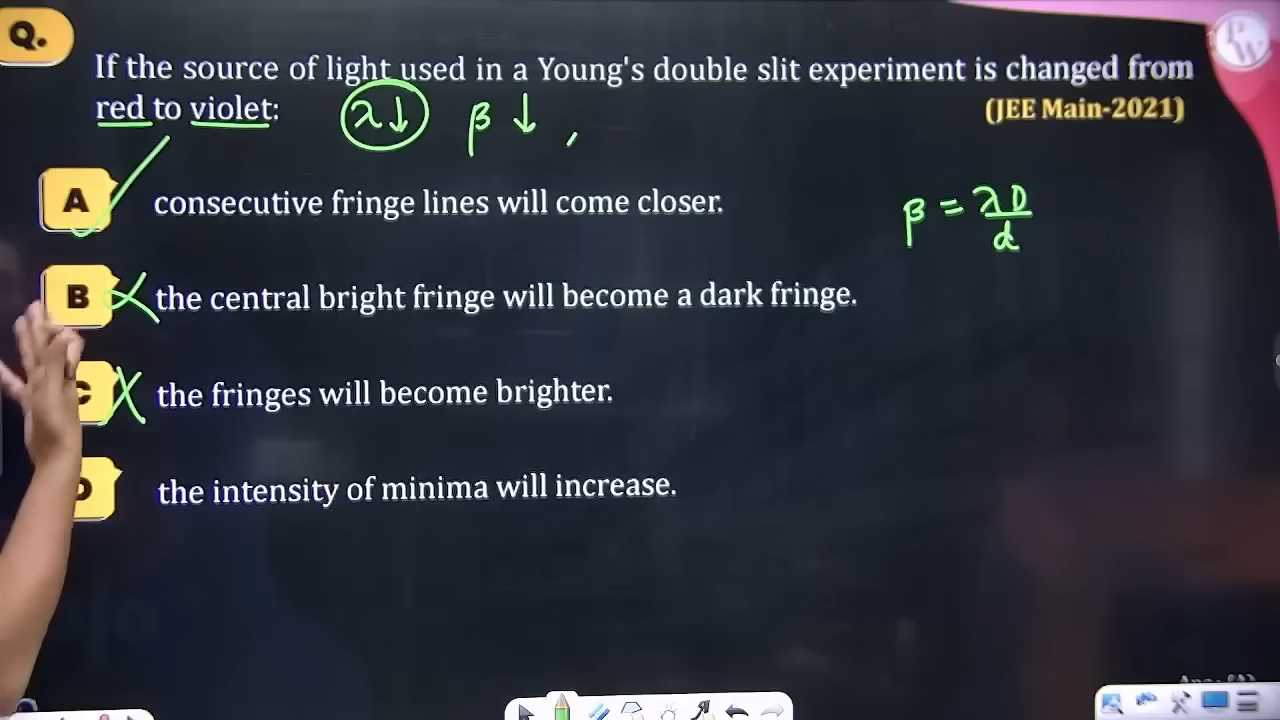 Q.
If the source of light used in a Young's double slit experiment is changed from
red to violet: λ↓ β↓ ,
(JEE Main-2021)
A consecutive fringe lines will come closer.
β = λD/d
B the central bright fringe will become a dark fringe.
C the fringes will become brighter.
D the intensity of minima will increase.
PW